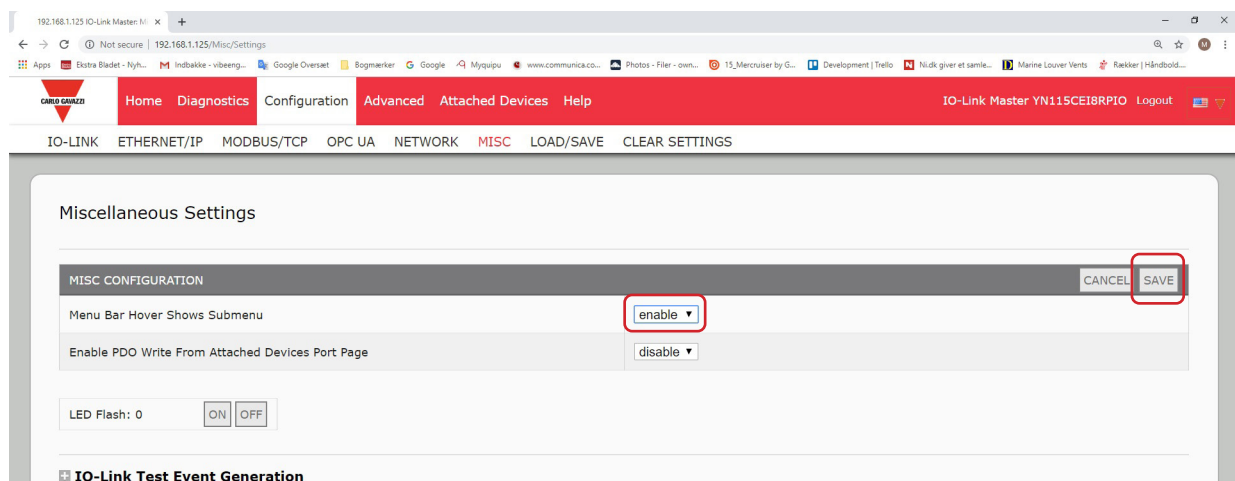 192.168.1.125 IO-Link Master: Mi
Not secure | 192.168.1.125/Misc/Settings
Apps Ekstra Bladet - Nyh... Indbakke - vibeeng... Google Oversæt Bogmærker Google Myquipu www.communica.co... Photos - Filer - own... 15_Mercruiser by G... Development | Trello Ni.dk giver et samle... Marine Louver Vents Rækker | Håndbold....
CARLO GAVAZZI Home Diagnostics Configuration Advanced Attached Devices Help IO-Link Master YN115CEI8RPIO Logout
IO-LINK ETHERNET/IP MODBUS/TCP OPC UA NETWORK MISC LOAD/SAVE CLEAR SETTINGS
Miscellaneous Settings
MISC CONFIGURATION CANCEL SAVE
Menu Bar Hover Shows Submenu enable
Enable PDO Write From Attached Devices Port Page disable
LED Flash: 0 ON OFF
IO-Link Test Event Generation